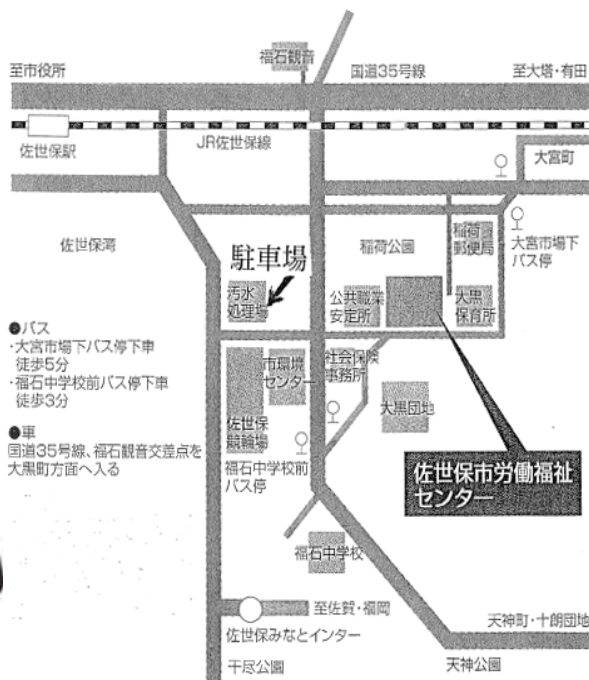 福石観音
至市役所
国道35号線
至大塔・有田
佐世保駅
JR佐世保線
大宮町
佐世保湾
稲荷公園
稲荷
郵便局
大宮市場下
バス停
駐車場
汚水
処理場
公共職業
安定所
大黒
保育所
●バス
・大宮市場下バス停下車
徒歩5分
・福石中学校前バス停下車
徒歩3分
●車
国道35号線、福石観音交差点を
大黒町方面へ入る
市環境
センター
社会保険
事務所
佐世保
競輪場
大黒団地
福石中学校前
バス停
佐世保市労働福祉
センター
福石中学校
至佐賀・福岡
佐世保みなとインター
天神町・十朗団地
干尽公園
天神公園